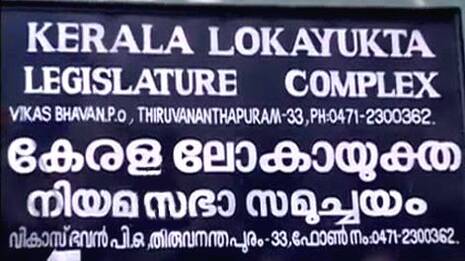 KERALA LOKAYUKTA
LEGISLATURE COMPLEX
VIKAS BHAVAN.P.o, THIRUVANANTHAPURAM-33, PH:0471-2300362.
കേരള ലോകായുക്ത
നിയമസഭാ സമുച്ചയം
വികാസ് ഭവൻ പി.ഒ, തിരുവനന്തപുരം-33, ഫോൺ നം:0471-2300362.